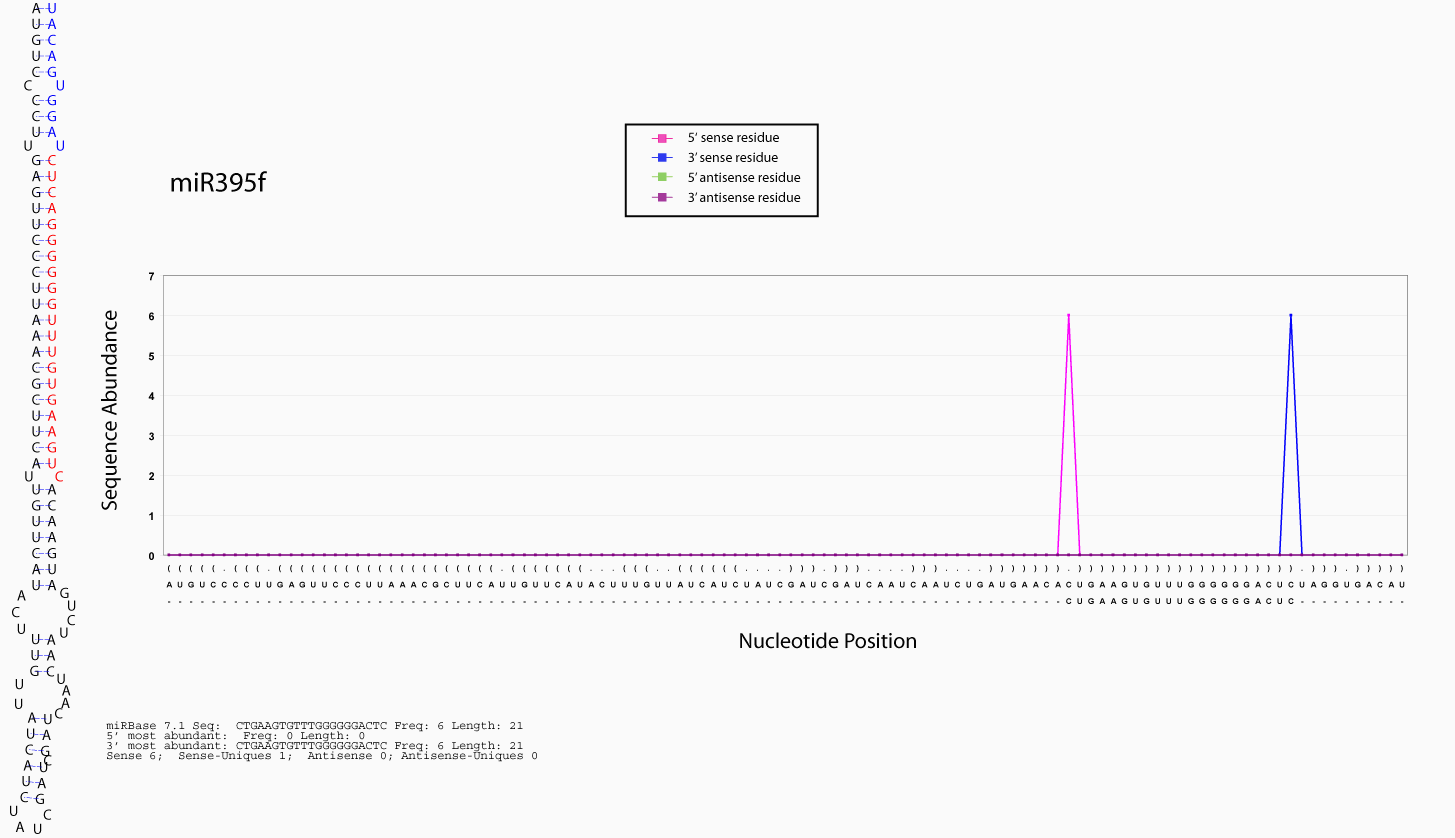 miR395f
5' sense residue
3' sense residue
5' antisense residue
3' antisense residue
Sequence Abundance
7
6
5
4
3
2
1
0
( ( ( ( ( . ( ( ( . ( ( ( ( ( ( ( ( ( ( ( ( ( ( ( ( ( ( ( ( . ( ( ( ( ( ( ( . . . ( ( ( . . ( ( ( ( ( ( . . . . ) ) ) . ) ) ) . . . . ) ) ) . . . . ) ) ) ) ) ) ) . ) ) ) ) ) ) ) ) ) ) ) ) ) ) ) ) ) ) ) ) . ) ) ) . ) ) ) ) )
A U G U C C C C U U G A G U U C C C U U A A A C G C U U C A U U G U U C A U A C U U U G U U A U C A U C U A U C G A U C G A U C A A U C A A U C U G A U G A A C A C U G A A G U G U U U G G G G G G A C U C U A G G U G A C A U
- - - - - - - - - - - - - - - - - - - - - - - - - - - - - - - - - - - - - - - - - - - - - - - - - - - - - - - - - - - - - - - - - - - - - - - - - - - - - - - - - C U G A A G U G U U U G G G G G G A C U C - - - - - - - - - -
Nucleotide Position
miRBase 7.1 Seq: CTGAAGTGTTTGGGGGGACTC Freq: 6 Length: 21
5' most abundant: Freq: 0 Length: 0
3' most abundant: CTGAAGTGTTTGGGGGGACTC Freq: 6 Length: 21
Sense 6; Sense-Uniques 1; Antisense 0; Antisense-Uniques 0
A-U
U-A
G-C
U-A
C-G
C U
C-G
C-G
U-A
U U
G-C
A-U
G-C
U-A
U-G
C-G
C-G
C-G
U-G
U-G
A-U
A-U
A-U
C-G
G-U
C-G
U-A
U-A
C-G
A-U
U C
U-A
G-C
U-A
U-A
C-G
A-U
U-A
A G
C U
C
U U
U-A
U-A
G-C
U U
A
U A
C
A-U
U-A
C-G
C
A-U
U-A
C-G
U C
A U